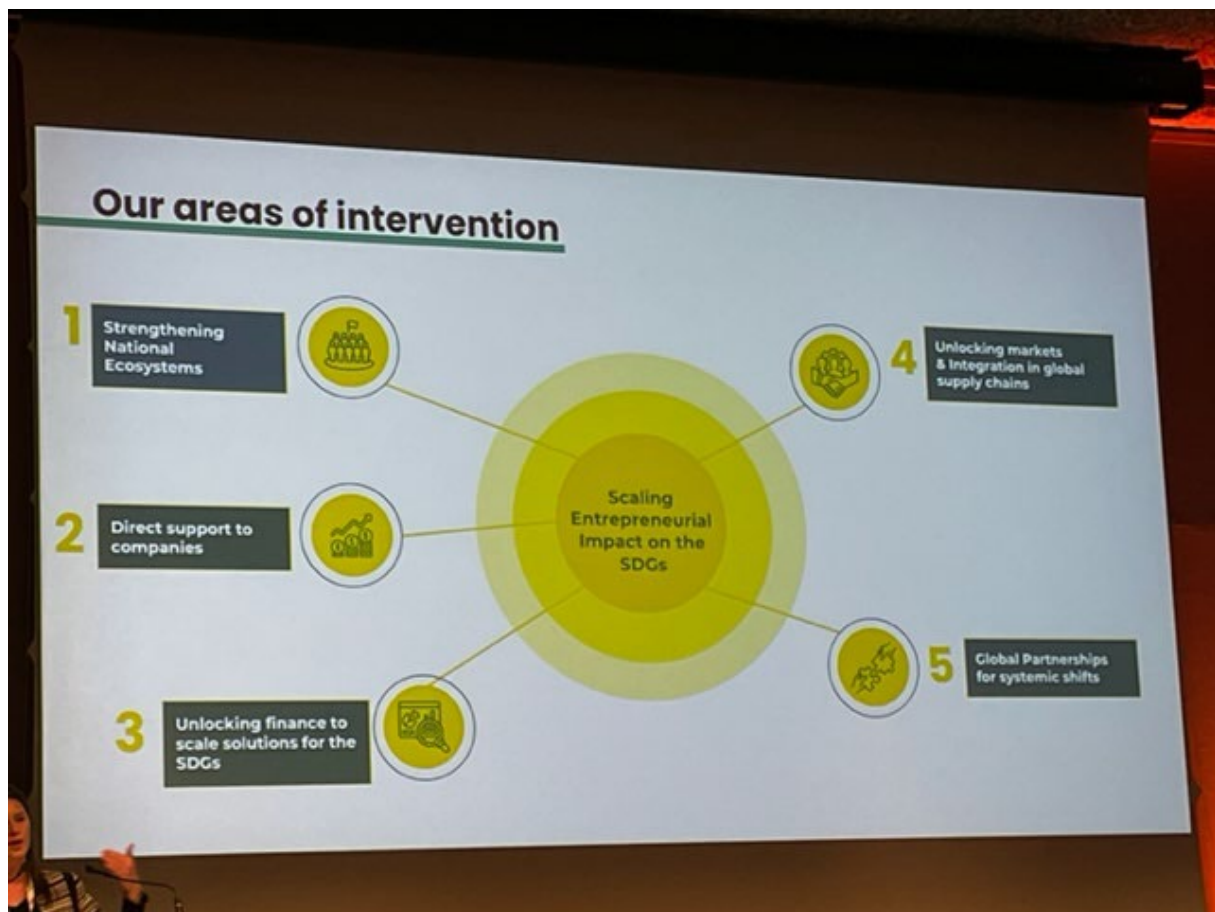 Our areas of intervention
1
Strengthening
National
Ecosystems
2
Direct support to
companies
3
Unlocking finance to
scale solutions for the
SDGs
Scaling
Entrepreneurial
Impact on the
SDGs
4
Unlocking markets
& Integration in global
supply chains
5
Global Partnerships
for systemic shifts